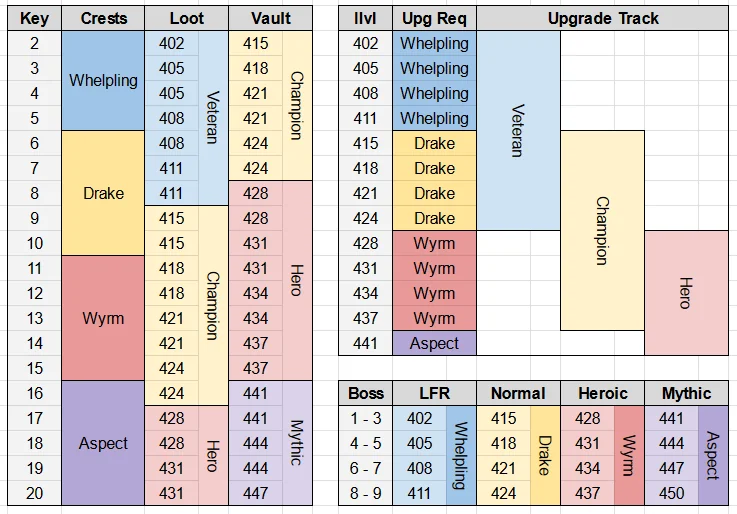 Key Crests Loot Vault
2 Whelpling 402 Veteran 415 Champion
3 405 418
4 405 421
5 408 421
6 Drake 408 424
7 411 424
8 411 428 Hero
9 415 Champion 428
10 415 431
11 Wyrm 418 431
12 418 434
13 421 434
14 421 437
15 424 437
16 Aspect 424 441 Mythic
17 428 Hero 441
18 428 444
19 431 444
20 431 447
Ilvl Upg Req Upgrade Track
402 Whelpling Veteran
405 Whelpling
408 Whelpling
411 Whelpling
415 Drake Champion
418 Drake
421 Drake
424 Drake
428 Wyrm Hero
431 Wyrm
434 Wyrm
437 Wyrm
441 Aspect
Boss LFR Normal Heroic Mythic
1 - 3 402 Whelpling 415 Drake 428 Wyrm 441 Aspect
4 - 5 405 418 431 444
6 - 7 408 421 434 447
8 - 9 411 424 437 450